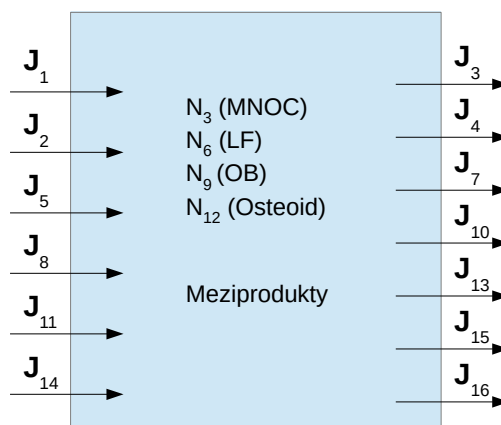 J₁
J₂
J₅
J₈
J₁₁
J₁₄
N₃ (MNOC)
N₆ (LF)
N₉ (OB)
N₁₂ (Osteoid)
Meziprodukty
J₃
J₄
J₇
J₁₀
J₁₃
J₁₅
J₁₆